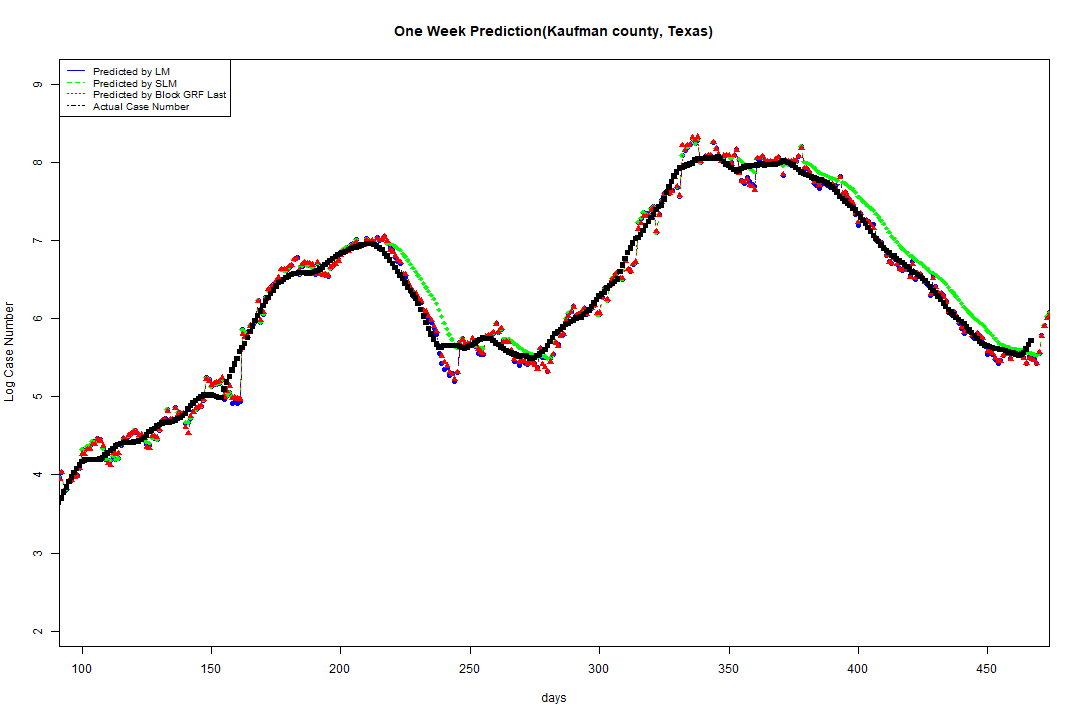 One Week Prediction(Kaufman county, Texas)
Predicted by LM
Predicted by SLM
Predicted by Block GRF Last
Actual Case Number
9
8
7
6
5
4
3
2
Log Case Number
100 150 200 250 300 350 400 450
days